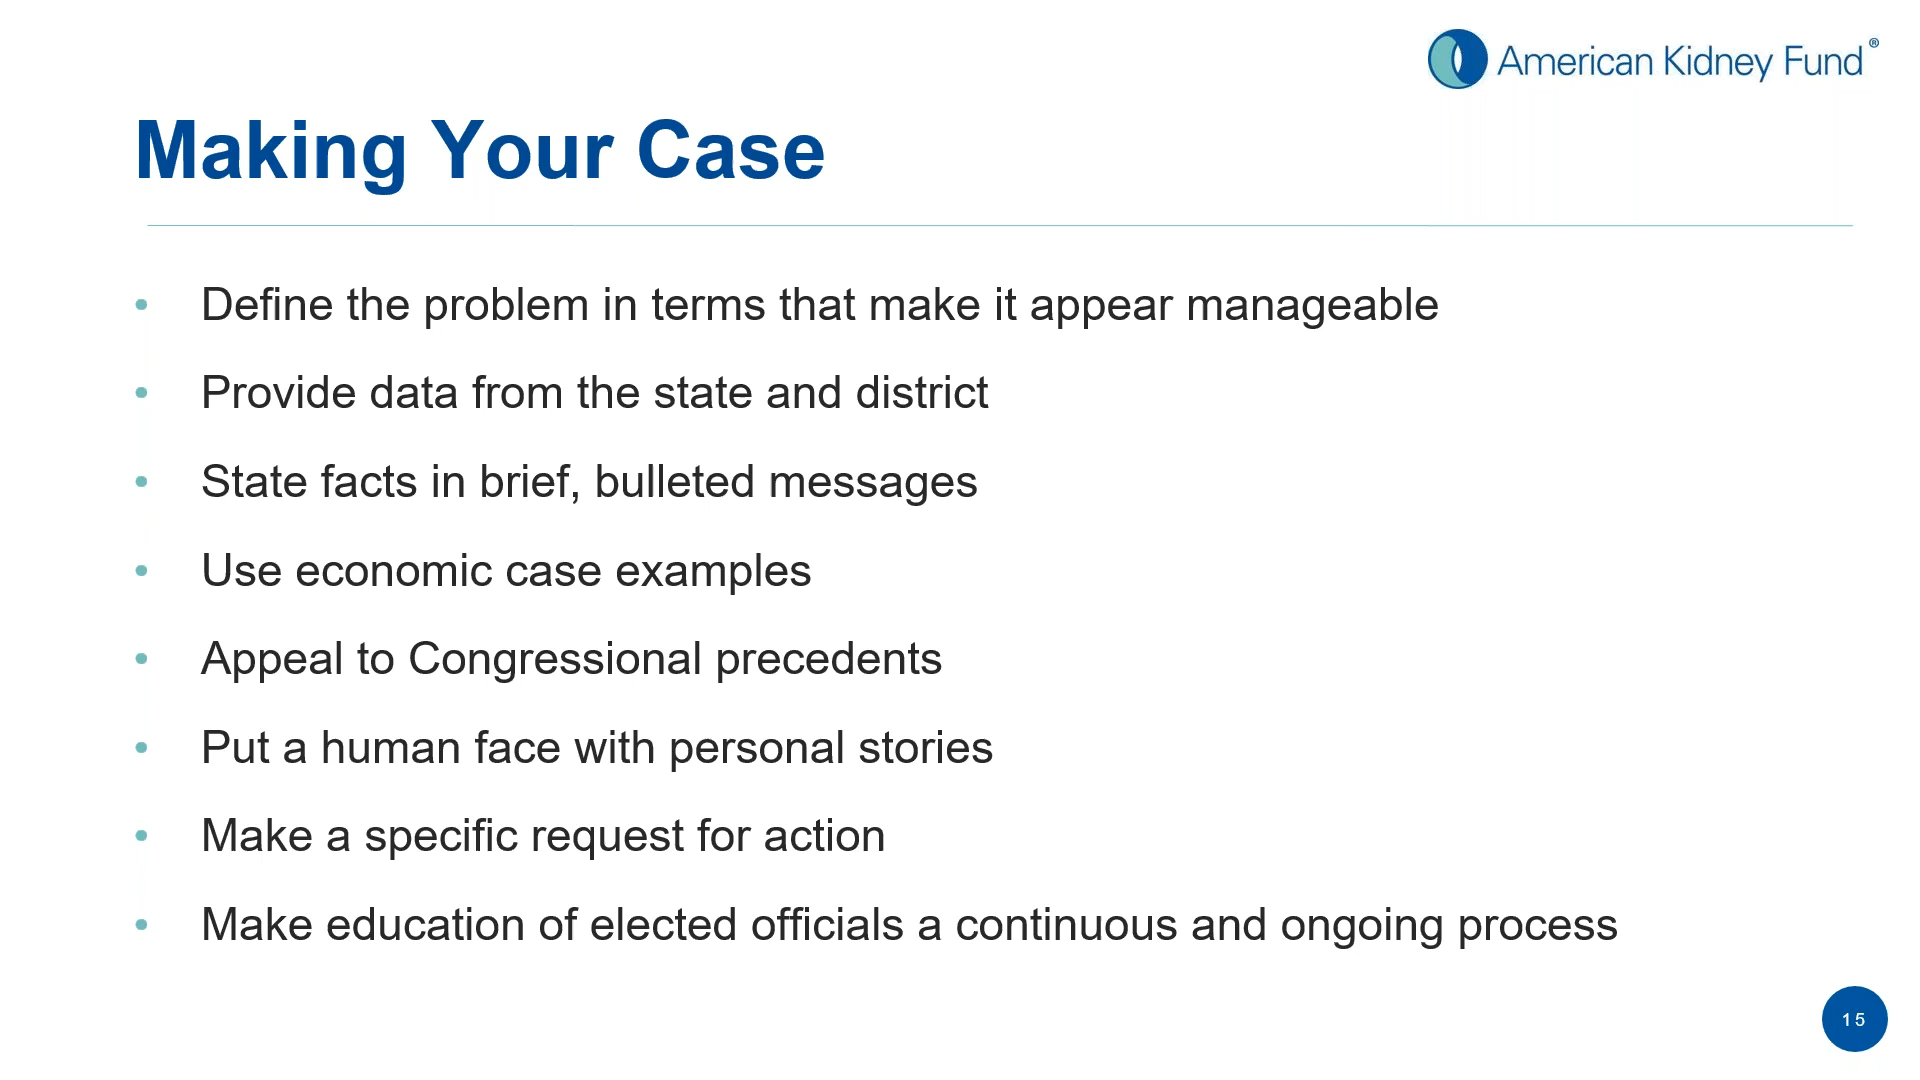 American Kidney Fund®
Making Your Case
• Define the problem in terms that make it appear manageable
• Provide data from the state and district
• State facts in brief, bulleted messages
• Use economic case examples
• Appeal to Congressional precedents
• Put a human face with personal stories
• Make a specific request for action
• Make education of elected officials a continuous and ongoing process
15